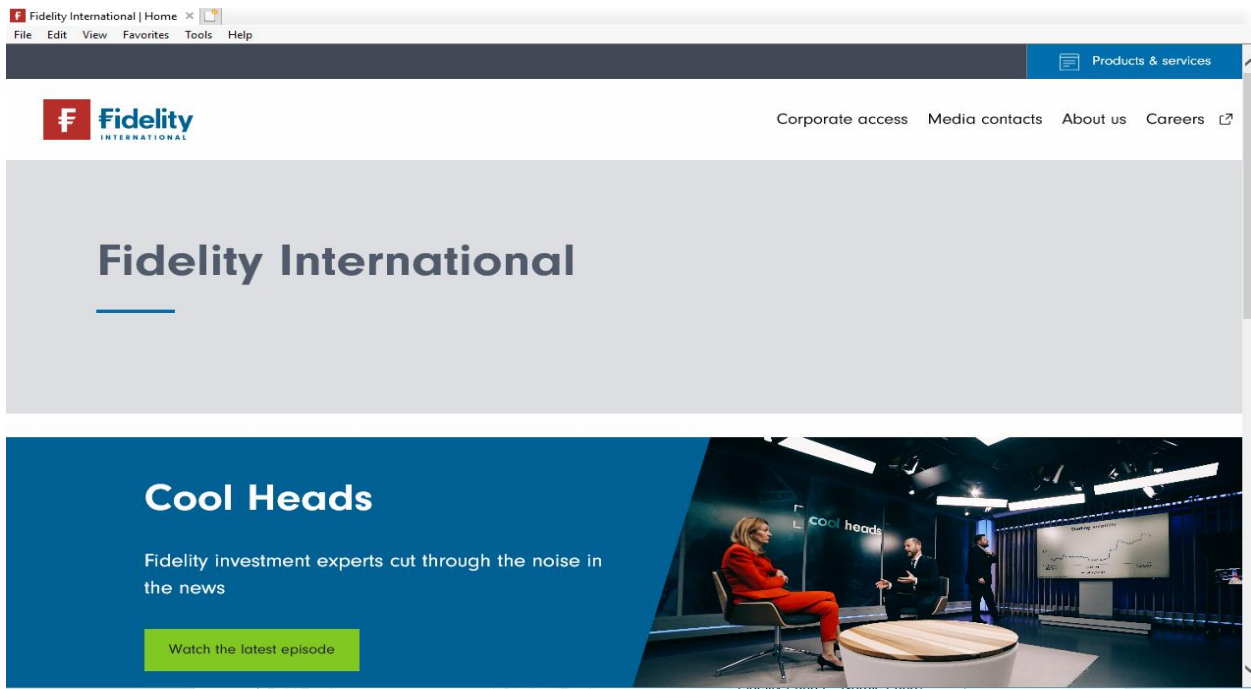 Fidelity International | Home
File Edit View Favorites Tools Help
Products & services
Fidelity
INTERNATIONAL
Corporate access Media contacts About us Careers
Fidelity International
Cool Heads
Fidelity investment experts cut through the noise in
the news
Watch the latest episode
cool heads